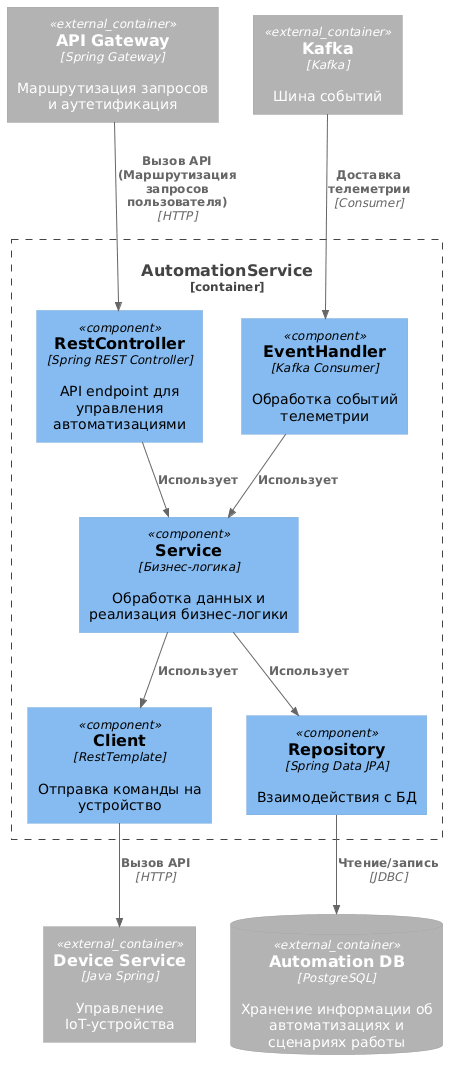 «external_container»
API Gateway
[Spring Gateway]
Маршрутизация запросов
и аутетификация
«external_container»
Kafka
[Kafka]
Шина событий
Вызов API
(Маршрутизация
запросов
пользователя)
[HTTP]
Доставка
телеметрии
[Consumer]
AutomationService
[container]
«component»
RestController
[Spring REST Controller]
API endpoint для
управления
автоматизациями
«component»
EventHandler
[Kafka Consumer]
Обработка событий
телеметрии
Использует
Использует
«component»
Service
[Бизнес-логика]
Обработка данных и
реализация бизнес-логики
Использует
Использует
«component»
Client
[RestTemplate]
Отправка команды на
устройство
«component»
Repository
[Spring Data JPA]
Взаимодействия с БД
Вызов API
[HTTP]
Чтение/запись
[JDBC]
«external_container»
Device Service
[Java Spring]
Управление
IoT-устройства
«external_container»
Automation DB
[PostgreSQL]
Хранение информации об
автоматизациях и
сценариях работы